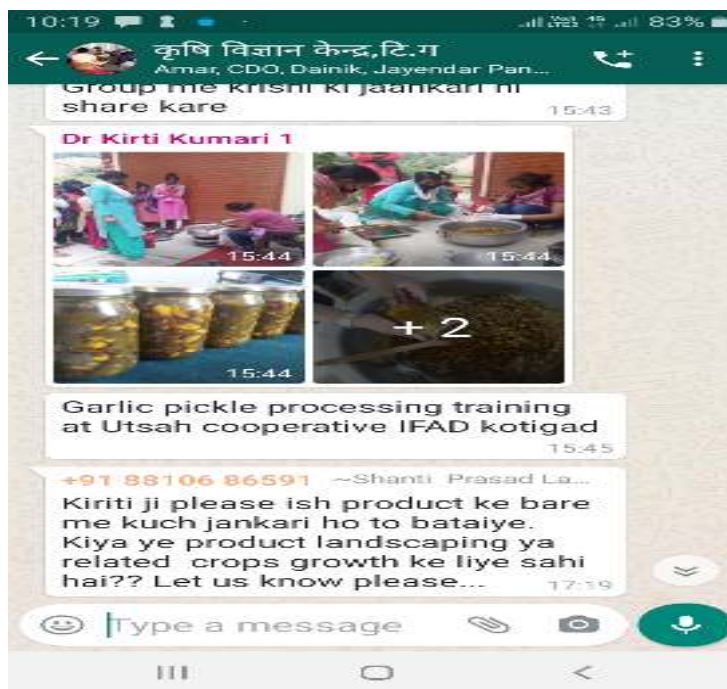 10:19
83%
कृषि विज्ञान केन्द्र,टि.ग
Amar, CDO, Dainik, Jayendar Pan...
Group me krishi ki jaankari hi
share kare
15:43
Dr Kirti Kumari 1
15:44
15:44
15:44
+ 2
Garlic pickle processing training
at Utsah cooperative IFAD kotigad
15:45
+91 88106 86591 ~Shanti Prasad La...
Kiriti ji please ish product ke bare
me kuch jankari ho to bataiye.
Kiya ye product landscaping ya
related crops growth ke liye sahi
hai?? Let us know please...
17:19
Type a message